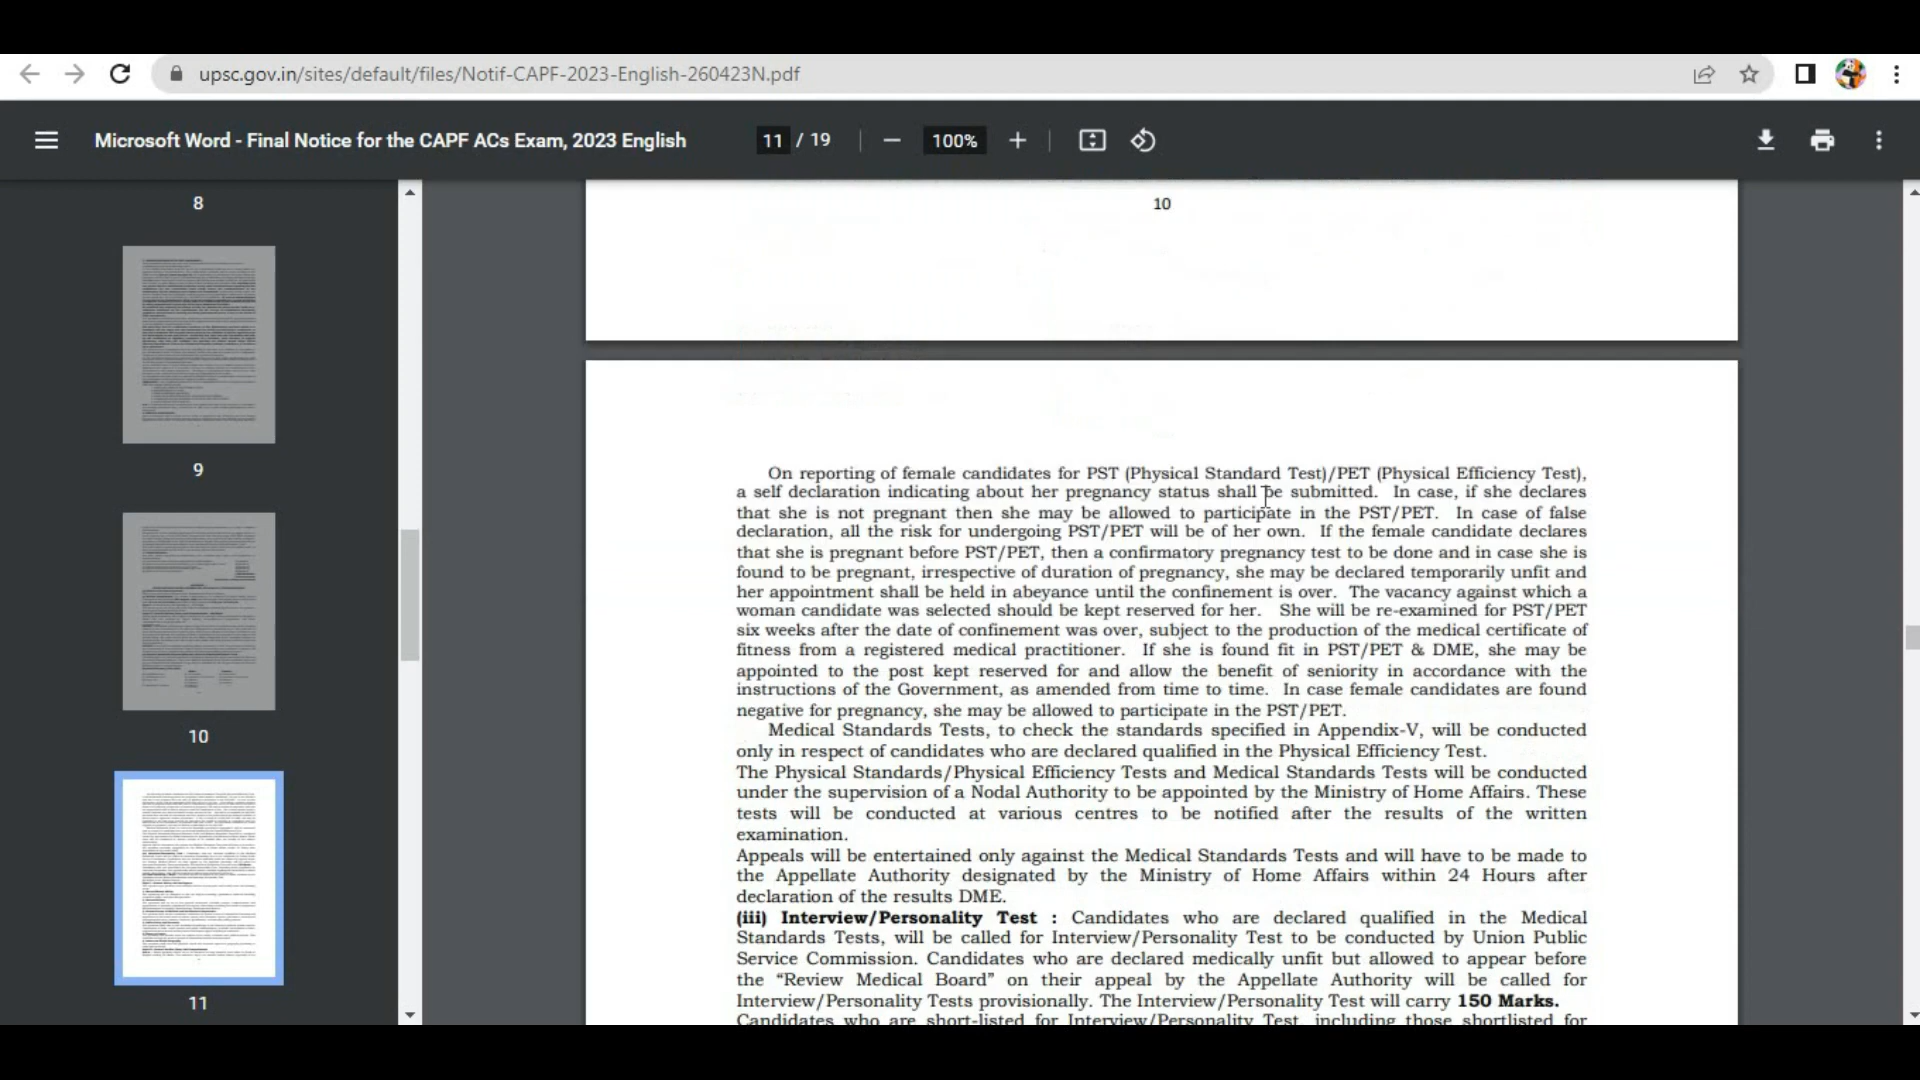 upsc.gov.in/sites/default/files/Notif-CAPF-2023-English-260423N.pdf
Microsoft Word - Final Notice for the CAPF ACs Exam, 2023 English
11 / 19
100%
8
9
10
11
10
On reporting of female candidates for PST (Physical Standard Test)/PET (Physical Efficiency Test),
a self declaration indicating about her pregnancy status shall be submitted. In case, if she declares
that she is not pregnant then she may be allowed to participate in the PST/PET. In case of false
declaration, all the risk for undergoing PST/PET will be of her own. If the female candidate declares
that she is pregnant before PST/PET, then a confirmatory pregnancy test to be done and in case she is
found to be pregnant, irrespective of duration of pregnancy, she may be declared temporarily unfit and
her appointment shall be held in abeyance until the confinement is over. The vacancy against which a
woman candidate was selected should be kept reserved for her. She will be re-examined for PST/PET
six weeks after the date of confinement was over, subject to the production of the medical certificate of
fitness from a registered medical practitioner. If she is found fit in PST/PET & DME, she may be
appointed to the post kept reserved for and allow the benefit of seniority in accordance with the
instructions of the Government, as amended from time to time. In case female candidates are found
negative for pregnancy, she may be allowed to participate in the PST/PET.
Medical Standards Tests, to check the standards specified in Appendix-V, will be conducted
only in respect of candidates who are declared qualified in the Physical Efficiency Test.
The Physical Standards/Physical Efficiency Tests and Medical Standards Tests will be conducted
under the supervision of a Nodal Authority to be appointed by the Ministry of Home Affairs. These
tests will be conducted at various centres to be notified after the results of the written
examination.
Appeals will be entertained only against the Medical Standards Tests and will have to be made to
the Appellate Authority designated by the Ministry of Home Affairs within 24 Hours after
declaration of the results DME.
(iii) Interview/Personality Test : Candidates who are declared qualified in the Medical
Standards Tests, will be called for Interview/Personality Test to be conducted by Union Public
Service Commission. Candidates who are declared medically unfit but allowed to appear before
the “Review Medical Board” on their appeal by the Appellate Authority will be called for
Interview/Personality Tests provisionally. The Interview/Personality Test will carry 150 Marks.
Candidates who are short-listed for Interview/Personality Test, including those shortlisted for